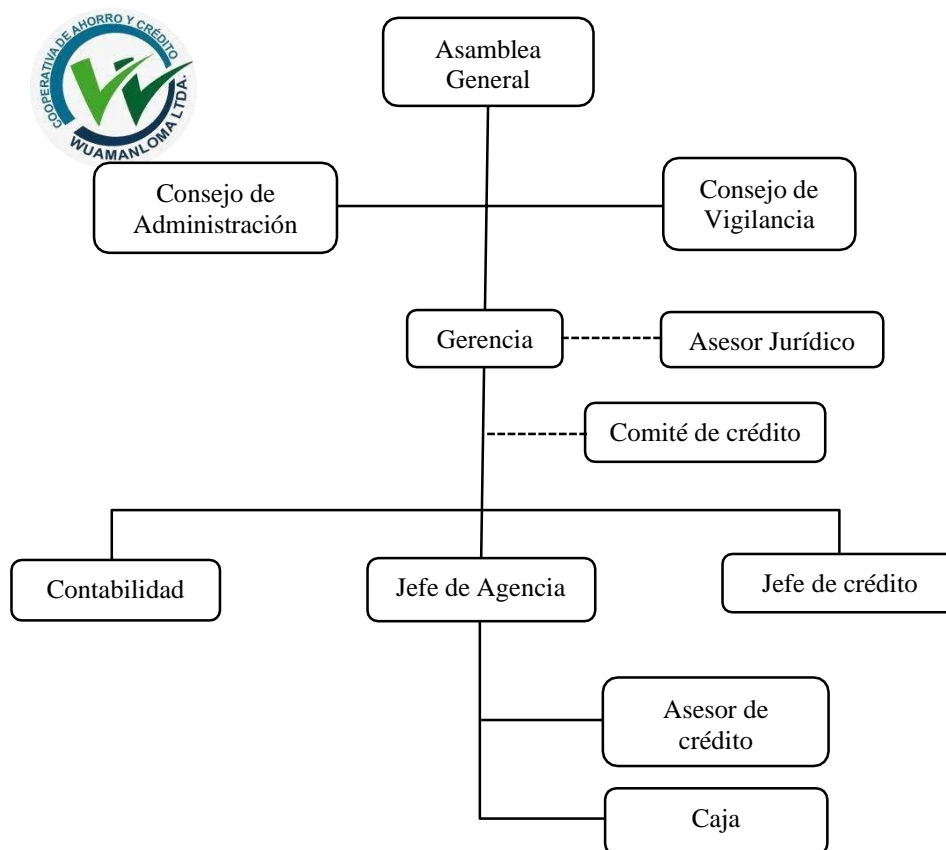 COOPERATIVA DE AHORRO Y CRÉDITO
WUAMANLOMA LTDA.
Asamblea
General
Consejo de
Administración
Consejo de
Vigilancia
Gerencia
Asesor Jurídico
Comité de crédito
Contabilidad
Jefe de Agencia
Jefe de crédito
Asesor de
crédito
Caja